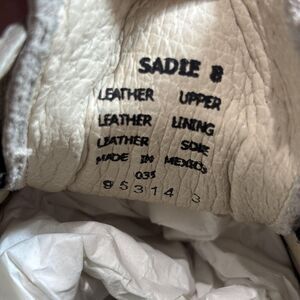 SADIE 8
LEATHER UPPER
LEATHER LINING
LEATHER SOLE
MADE IN MEXICO
035
95314 3